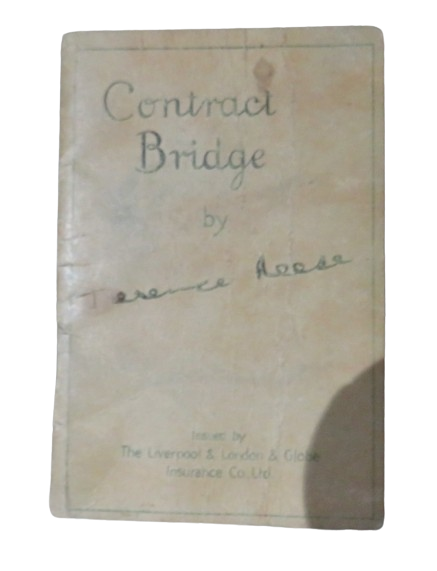 Contract
Bridge
by
Terence Reese
Issued by
The Liverpool & London & Globe
Insurance Co. Ltd